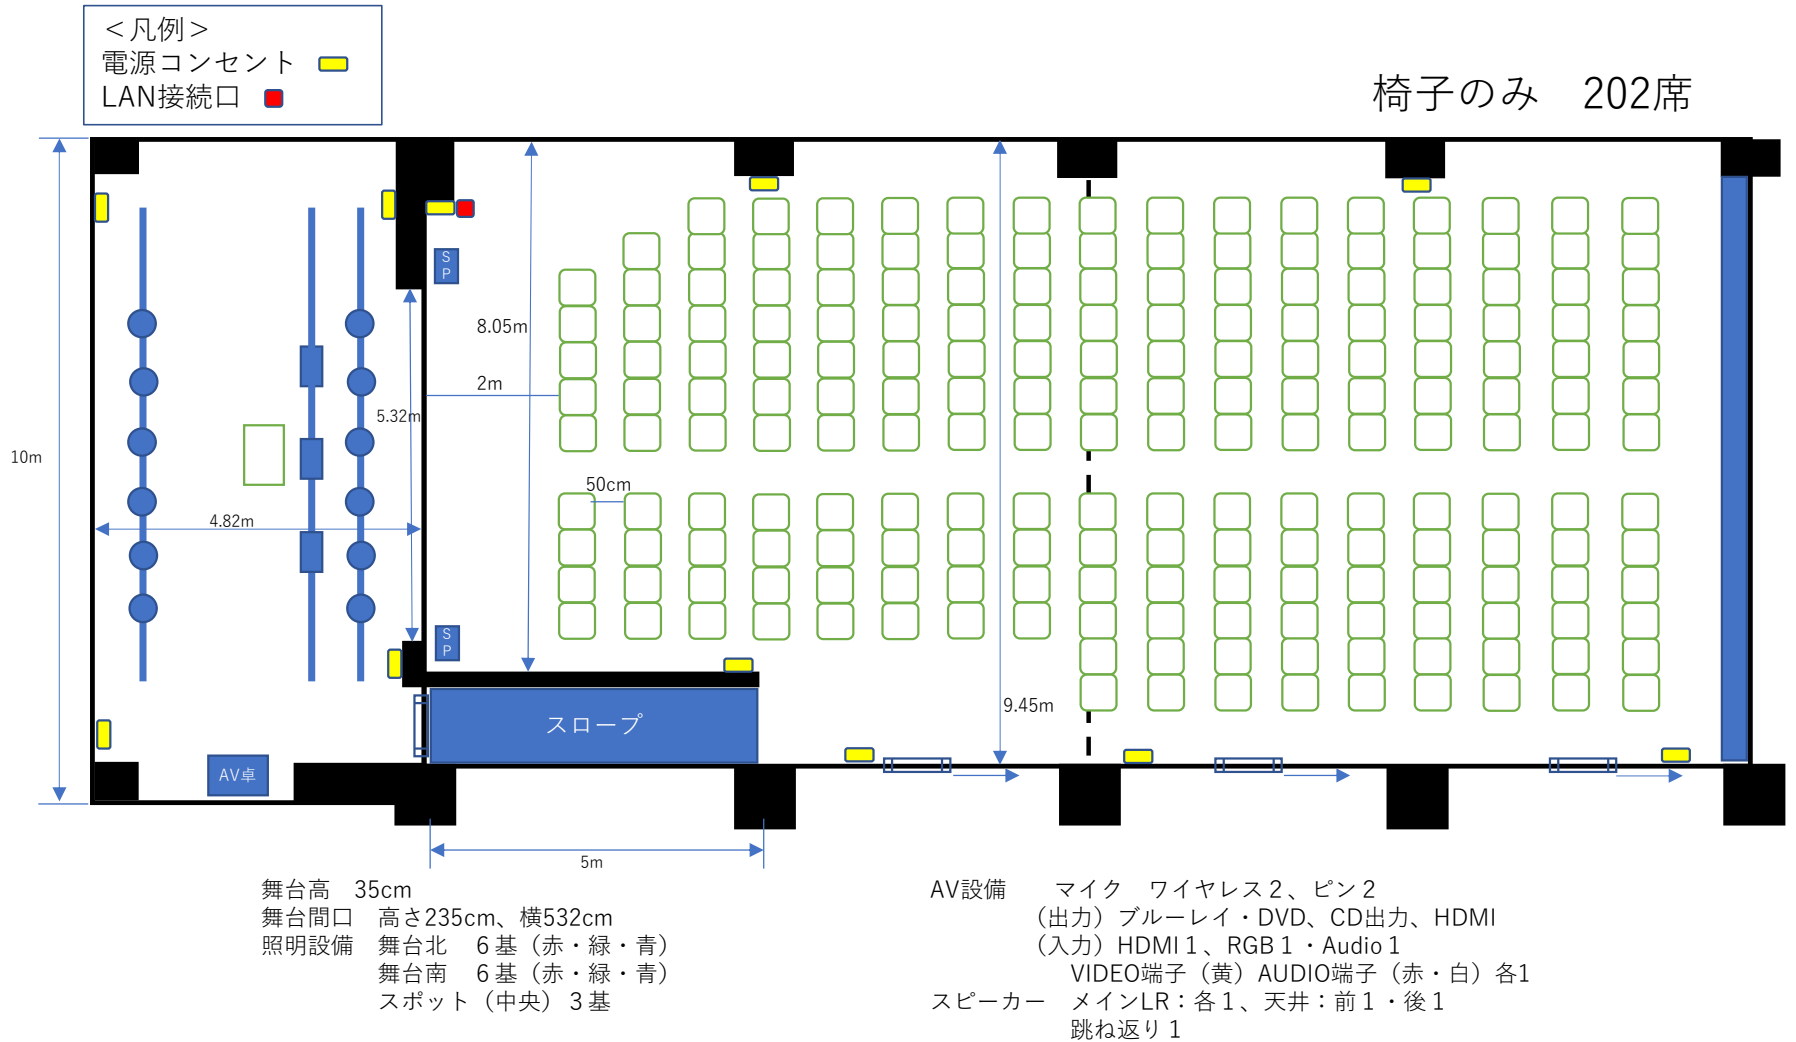 ＜凡例＞
電源コンセント
LAN接続口
椅子のみ　202席
SP
8.05m
2m
5.32m
10m
50cm
4.82m
SP
9.45m
スロープ
AV卓
5m
舞台高　35cm
舞台間口　高さ235cm、横532cm
照明設備　舞台北　６基（赤・緑・青）
舞台南　６基（赤・緑・青）
スポット（中央）３基
AV設備　　マイク　ワイヤレス２、ピン２
（出力）ブルーレイ・DVD、CD出力、HDMI
（入力）HDMI１、RGB１・Audio１
VIDEO端子（黄）AUDIO端子（赤・白）各1
スピーカー　メインLR：各１、天井：前１・後１
跳ね返り１